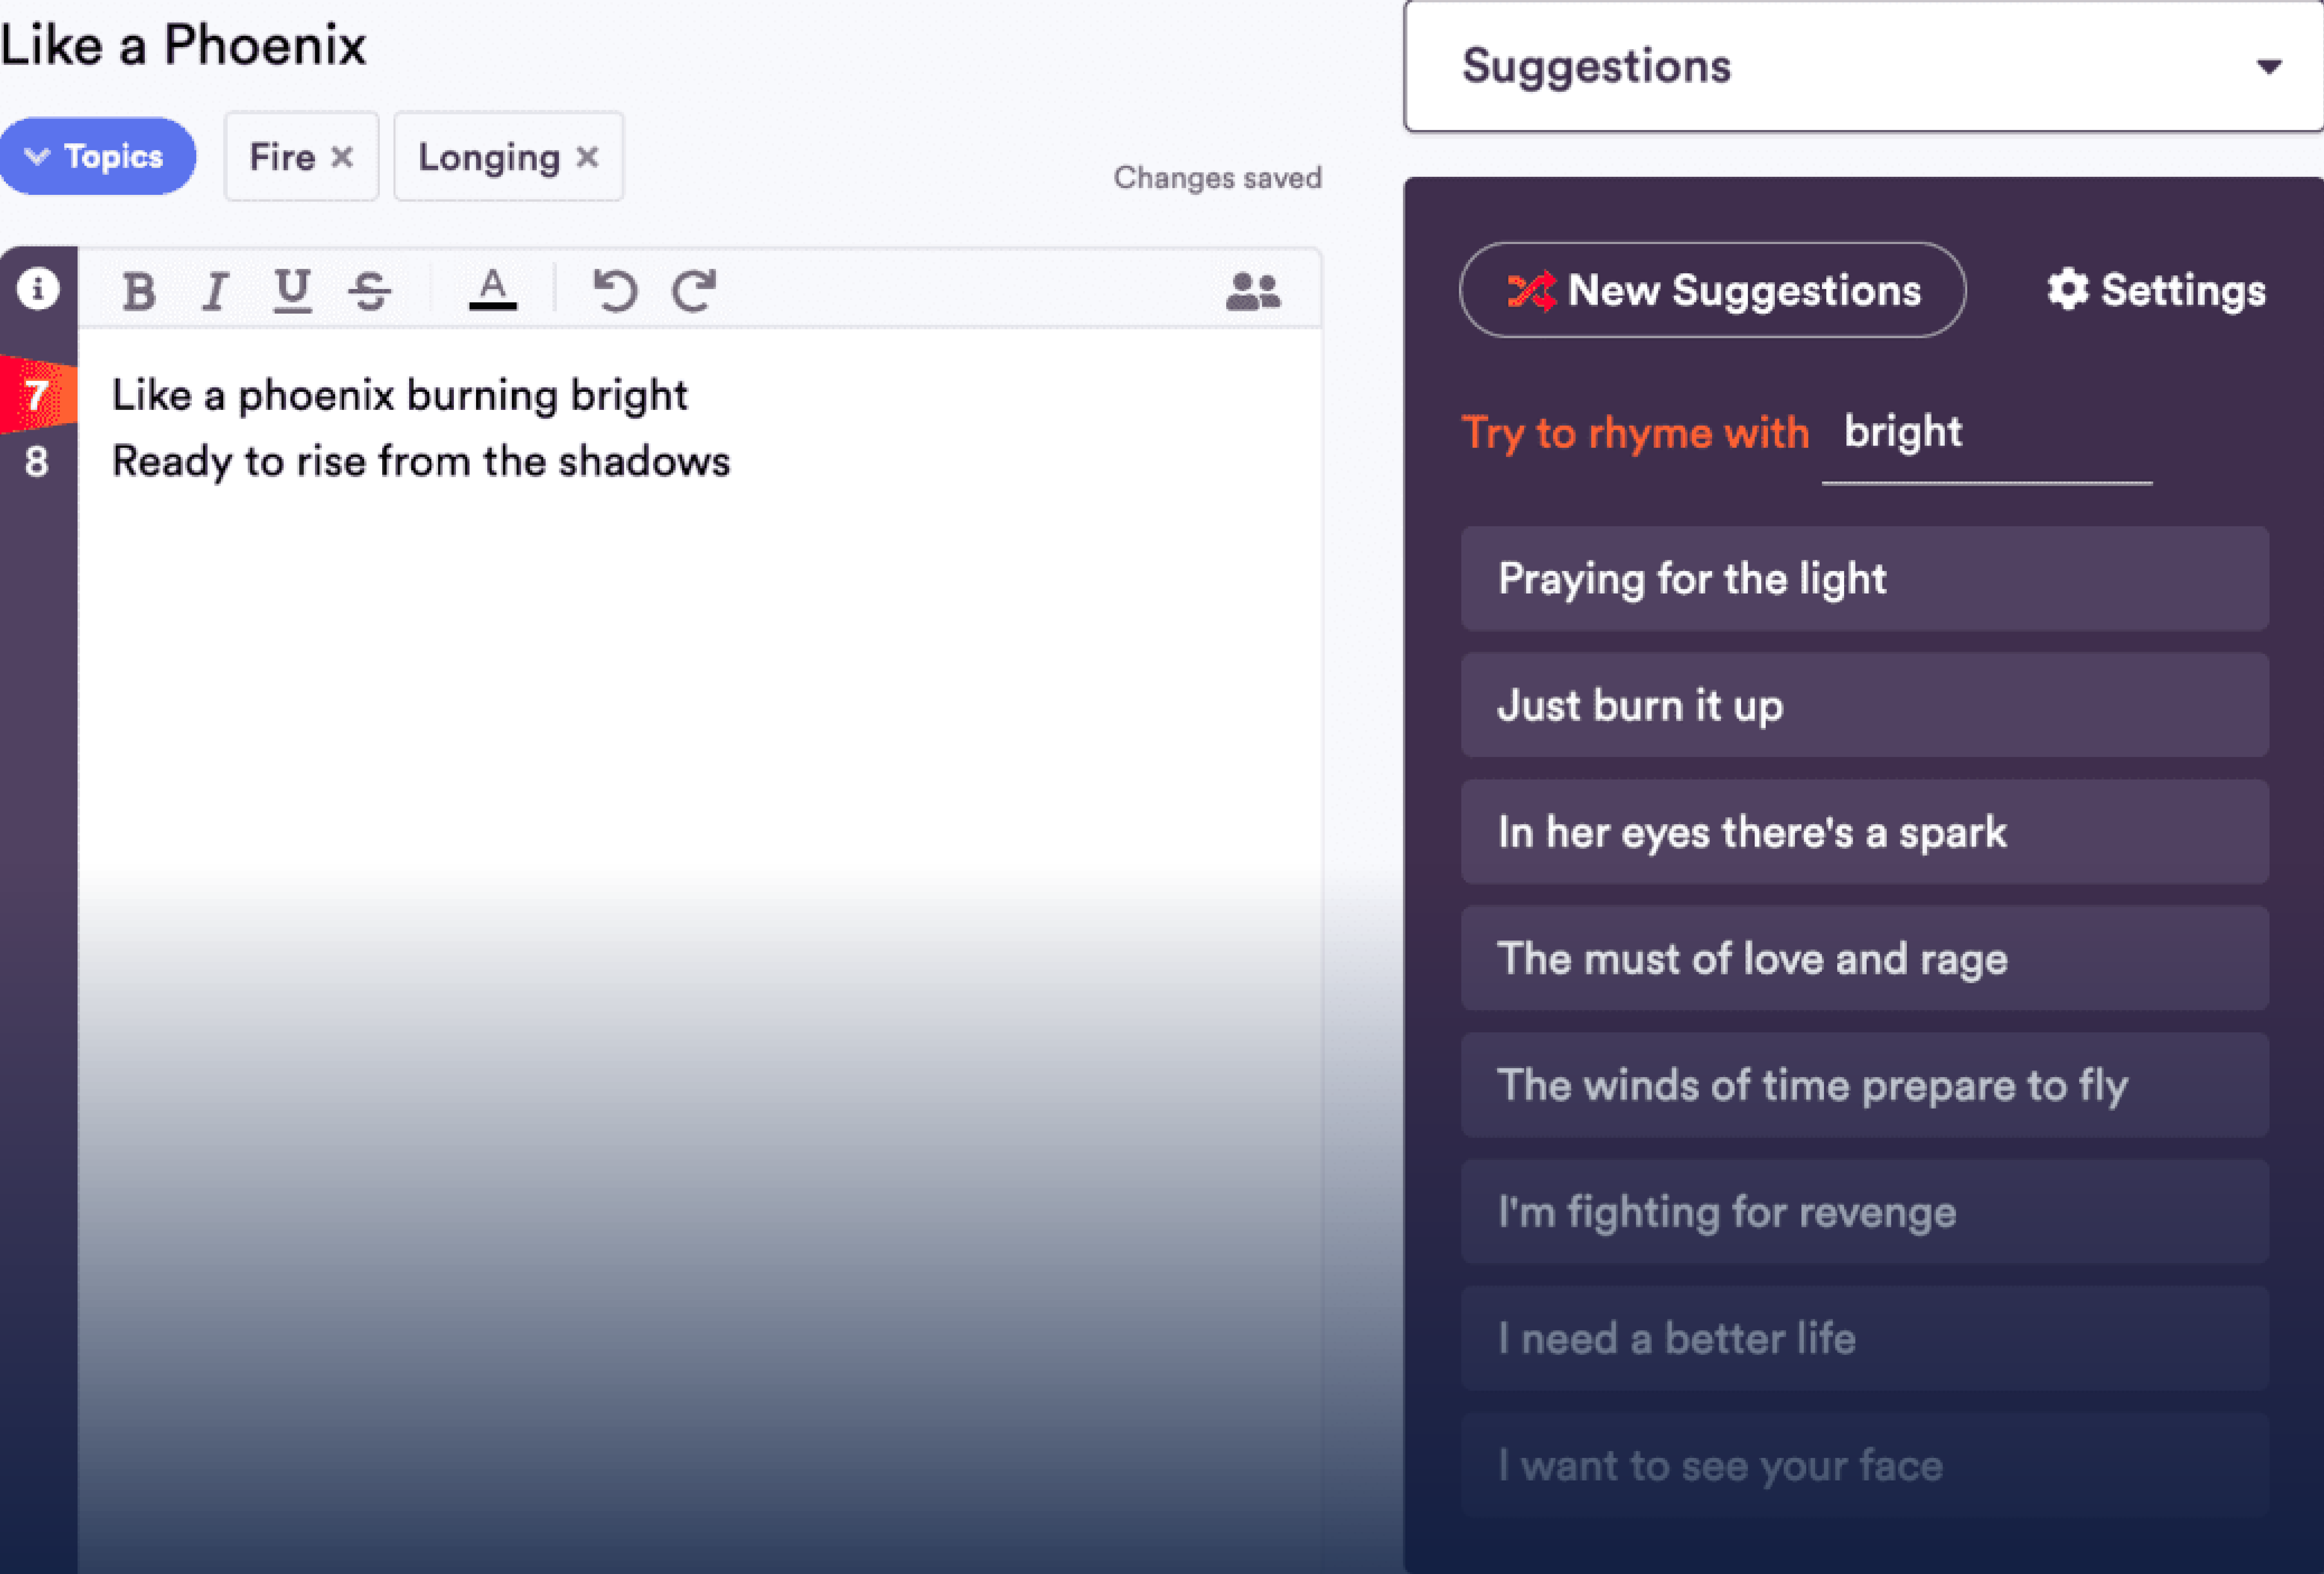 Like a Phoenix
Topics
Fire ×
Longing ×
Changes saved
B I U S A
7 Like a phoenix burning bright
8 Ready to rise from the shadows
Suggestions
New Suggestions
Settings
Try to rhyme with bright
Praying for the light
Just burn it up
In her eyes there's a spark
The must of love and rage
The winds of time prepare to fly
I'm fighting for revenge
I need a better life
I want to see your face